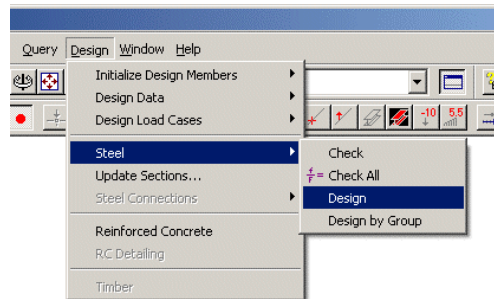 Query Design Window Help
Initialize Design Members
Design Data
Design Load Cases
-10 5.5
Steel
Check
Update Sections...
f/F= Check All
Steel Connections
Design
Design by Group
Reinforced Concrete
RC Detailing
Timber